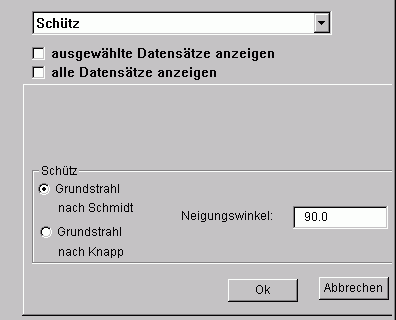 Schütz
ausgewählte Datensätze anzeigen
alle Datensätze anzeigen
Schütz
Grundstrahl
nach Schmidt
Neigungswinkel: 90.0
Grundstrahl
nach Knapp
Ok Abbrechen